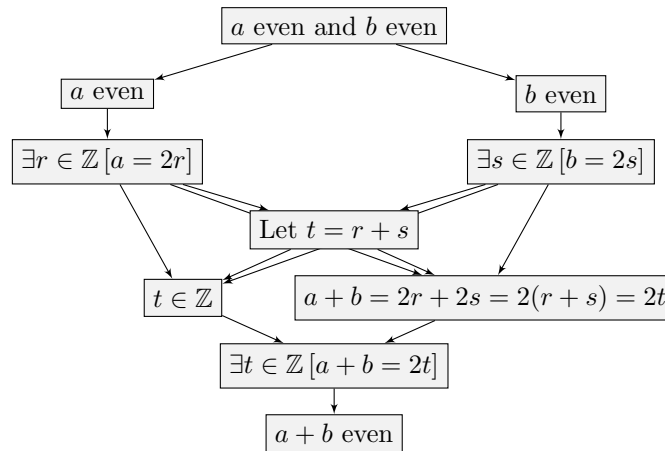 a even and b even
a even
b even
∃r ∈ ℤ [a = 2r]
∃s ∈ ℤ [b = 2s]
Let t = r + s
t ∈ ℤ
a + b = 2r + 2s = 2(r + s) = 2t
∃t ∈ ℤ [a + b = 2t]
a + b even